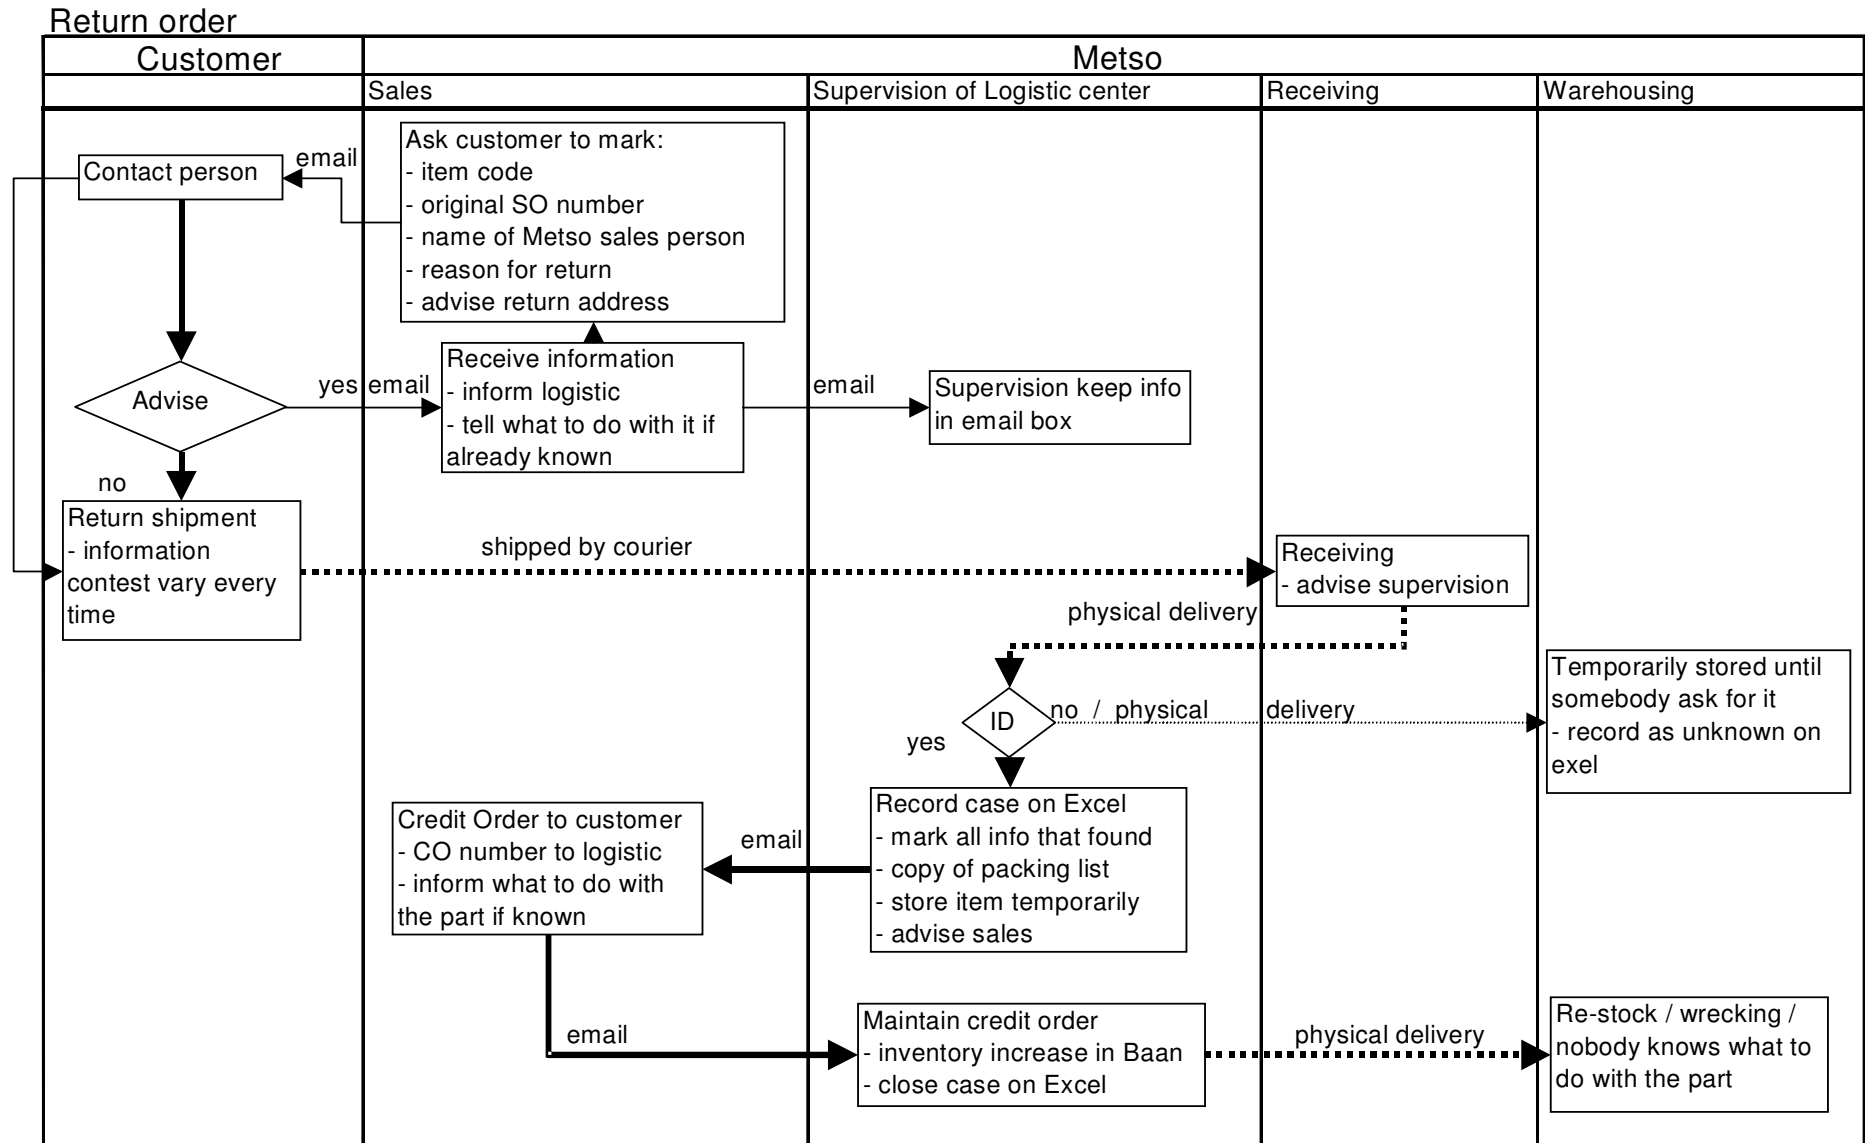 Return order
Customer
Metso
Sales
Supervision of Logistic center
Receiving
Warehousing
Contact person
email
Ask customer to mark:
- item code
- original SO number
- name of Metso sales person
- reason for return
- advise return address
Advise
yes
email
Receive information
- inform logistic
- tell what to do with it if
already known
email
Supervision keep info
in email box
no
Return shipment
- information
contest vary every
time
shipped by courier
Receiving
- advise supervision
physical delivery
ID
no / physical delivery
yes
Temporarily stored until
somebody ask for it
- record as unknown on
exel
Record case on Excel
- mark all info that found
- copy of packing list
- store item temporarily
- advise sales
email
Credit Order to customer
- CO number to logistic
- inform what to do with
the part if known
email
Maintain credit order
- inventory increase in Baan
- close case on Excel
physical delivery
Re-stock / wrecking /
nobody knows what to
do with the part